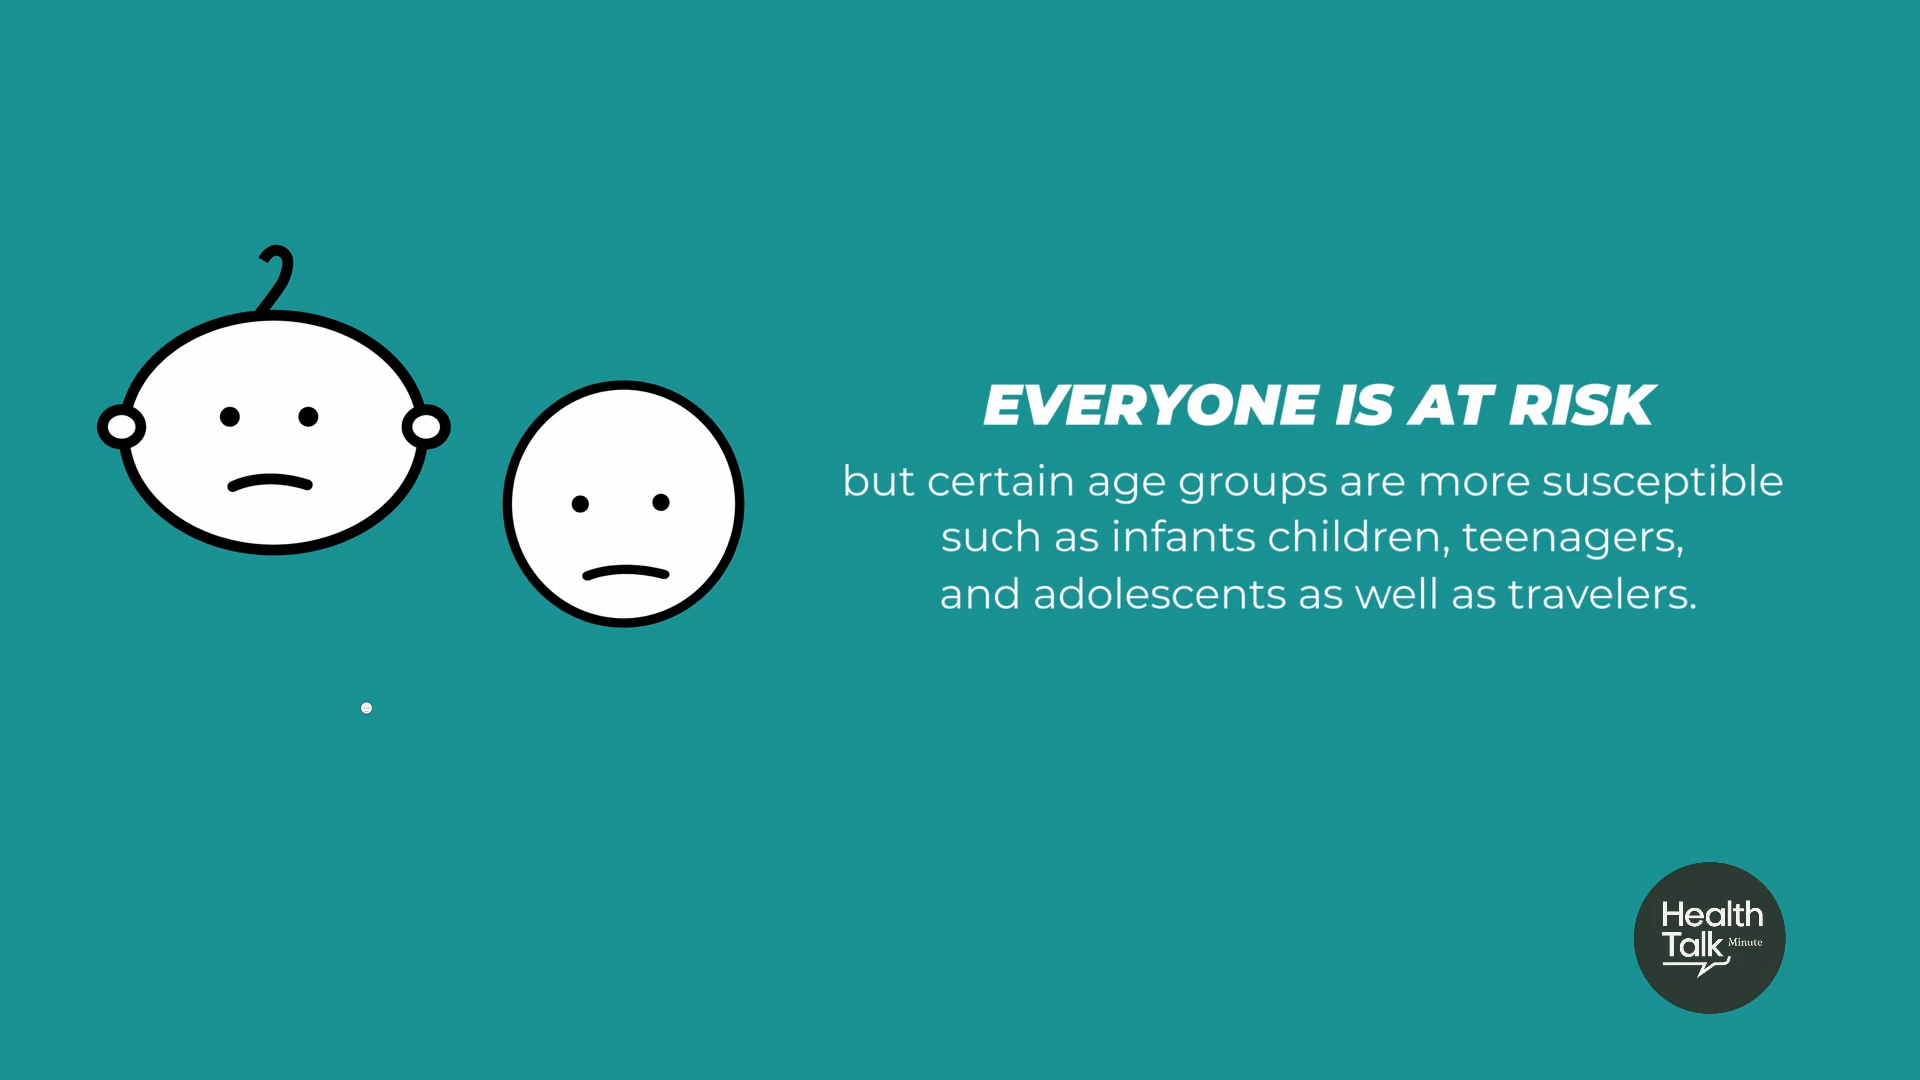 EVERYONE IS AT RISK
but certain age groups are more susceptible
such as infants children, teenagers,
and adolescents as well as travelers.
Health
Talk Minute